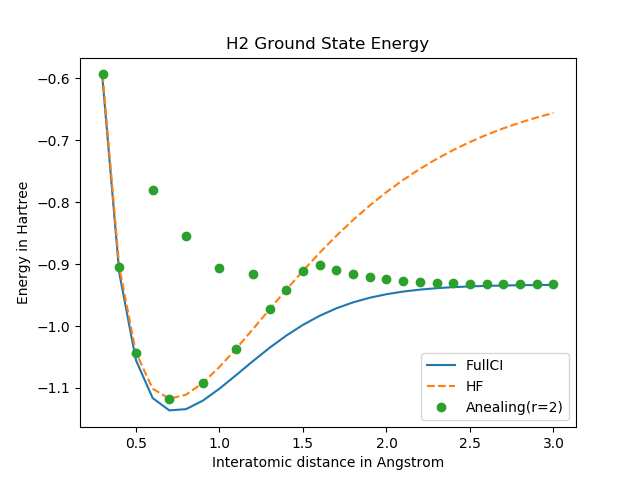 H2 Ground State Energy
Energy in Hartree
−0.6
−0.7
−0.8
−0.9
−1.0
−1.1
0.5
1.0
1.5
2.0
2.5
3.0
Interatomic distance in Angstrom
FullCI
HF
Anealing(r=2)